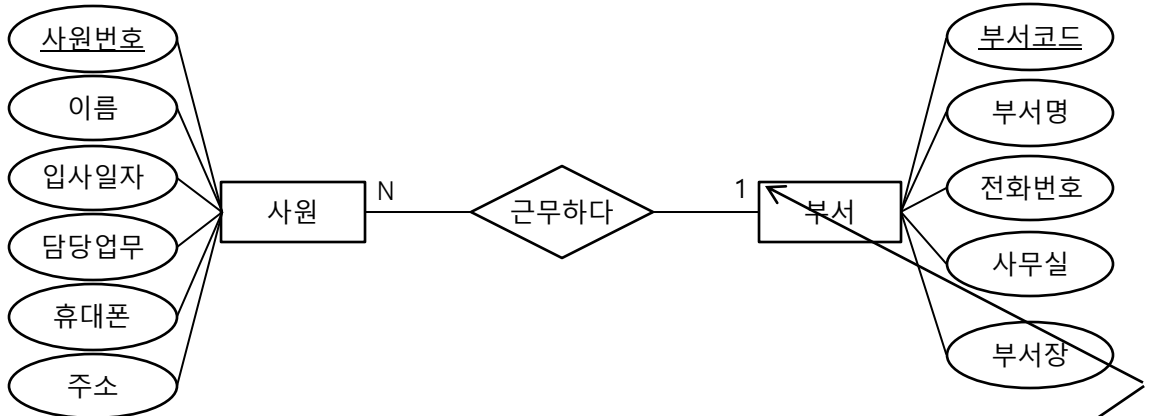 사원번호
이름
입사일자
담당업무
휴대폰
주소
사원
N
근무하다
1
부서
부서코드
부서명
전화번호
사무실
부서장